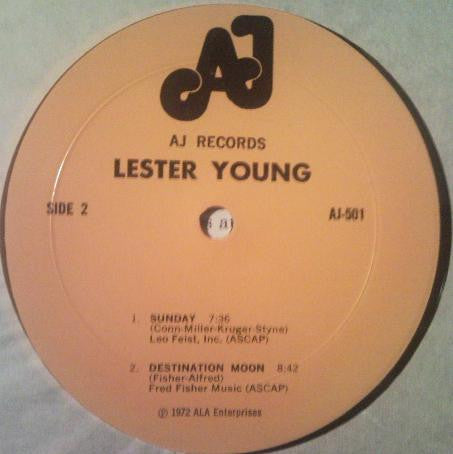 AJ
AJ RECORDS
LESTER YOUNG
SIDE 2
AJ-501
1. SUNDAY 7:36
(Conn-Miller-Kruger-Styne)
Leo Feist, Inc. (ASCAP)
2. DESTINATION MOON 8:42
(Fisher-Alfred)
Fred Fisher Music (ASCAP)
℗ 1972 ALA Enterprises